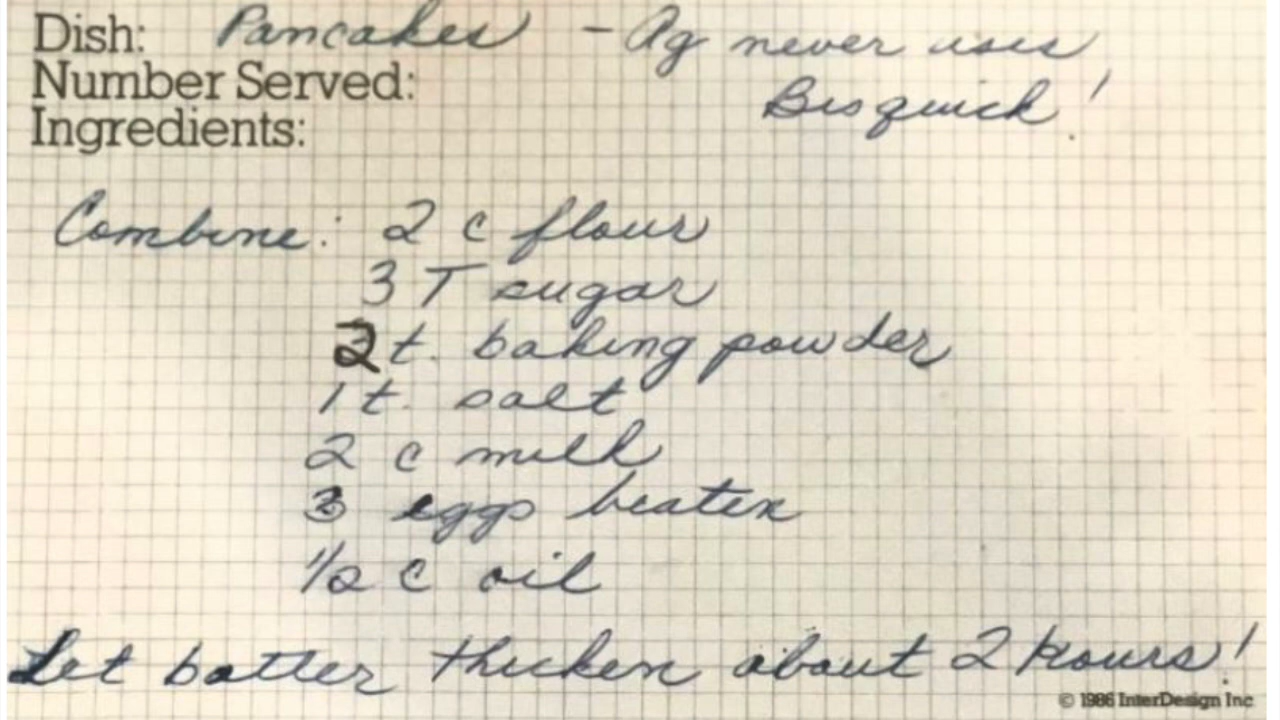 Dish: Pancakes - Ag never uses
Number Served: Bisquick!
Ingredients:
Combine: 2 c flour
3 T sugar
2 t. baking powder
1 t. salt
2 c milk
3 eggs beaten
1/2 c oil
Let batter thicken about 2 hours!
© 1986 InterDesign Inc